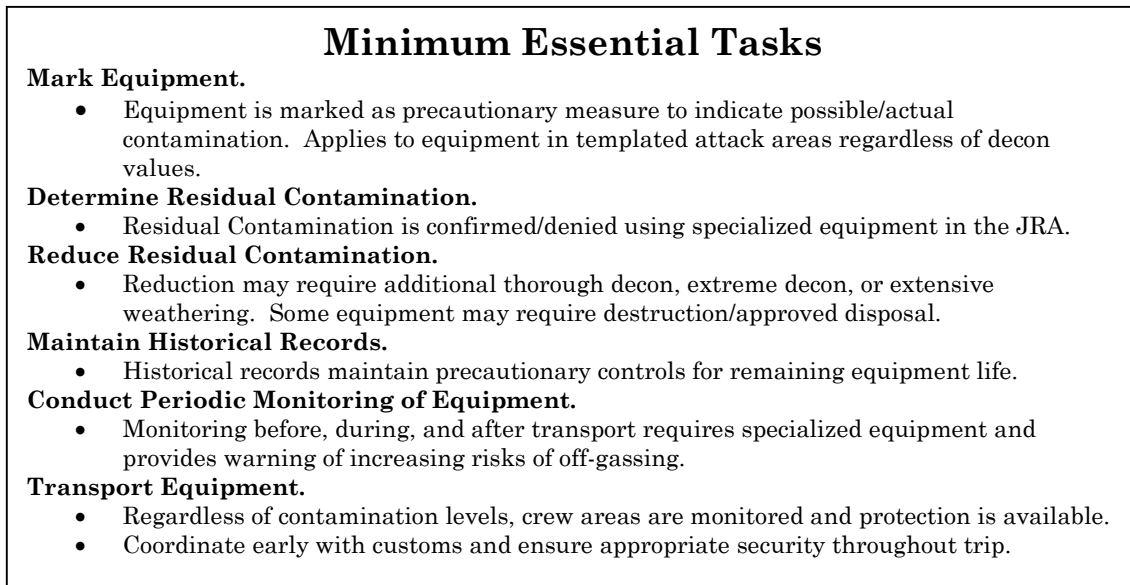 Minimum Essential Tasks
Mark Equipment.
• Equipment is marked as precautionary measure to indicate possible/actual
contamination. Applies to equipment in templated attack areas regardless of decon
values.
Determine Residual Contamination.
• Residual Contamination is confirmed/denied using specialized equipment in the JRA.
Reduce Residual Contamination.
• Reduction may require additional thorough decon, extreme decon, or extensive
weathering. Some equipment may require destruction/approved disposal.
Maintain Historical Records.
• Historical records maintain precautionary controls for remaining equipment life.
Conduct Periodic Monitoring of Equipment.
• Monitoring before, during, and after transport requires specialized equipment and
provides warning of increasing risks of off-gassing.
Transport Equipment.
• Regardless of contamination levels, crew areas are monitored and protection is available.
• Coordinate early with customs and ensure appropriate security throughout trip.